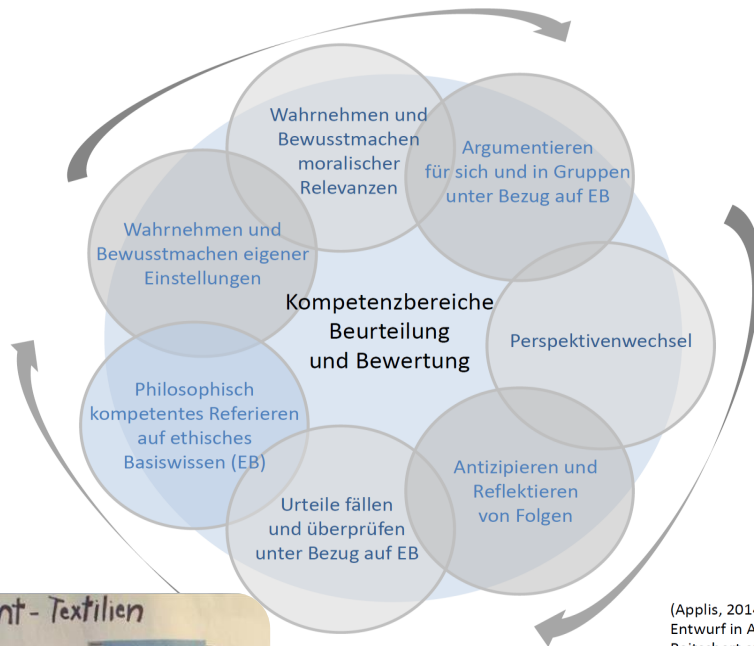 Wahrnehmen und
Bewusstmachen
moralischer
Relevanzen
Argumentieren
für sich und in Gruppen
unter Bezug auf EB
Perspektivenwechsel
Antizipieren und
Reflektieren
von Folgen
Urteile fällen
und überprüfen
unter Bezug auf EB
Philosophisch
kompetentes Referieren
auf ethisches
Basiswissen (EB)
Wahrnehmen und
Bewusstmachen eigener
Einstellungen
Kompetenzbereiche
Beurteilung
und Bewertung
- Textilien
(Applis,
Entwurf in